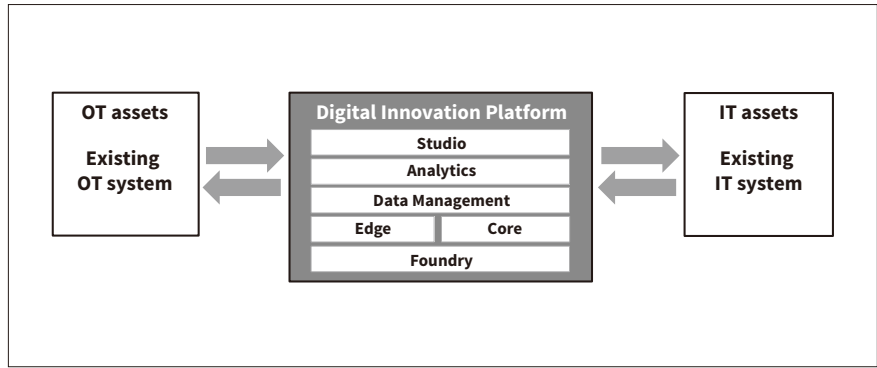 OT assets
Existing
OT system
Digital Innovation Platform
Studio
Analytics
Data Management
Edge
Core
Foundry
IT assets
Existing
IT system